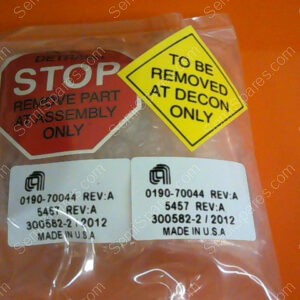 STOP
REMOVE PART
AT ASSEMBLY
ONLY
TO BE
REMOVED
AT DECON
ONLY
0190-70044 REV:A
5457 REV:A
300582-2 / 2012
MADE IN U.S.A
0190-70044 REV:A
5457 REV:A
300582-2 / 2012
MADE IN U.S.A